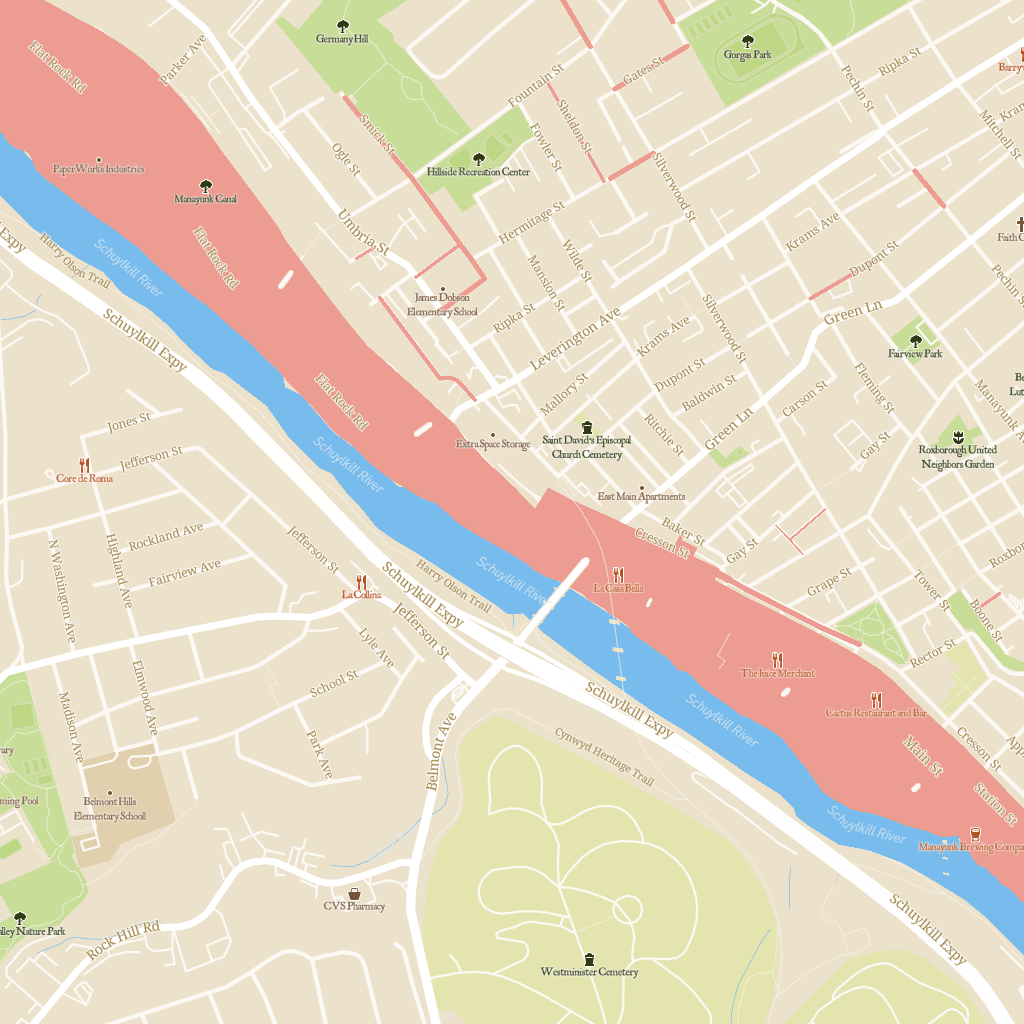 Flat Rock Rd
Parker Ave
Germany Hill
Gorgas Park
Gates St
Fountain St
Pechin St
Ripka St
Barry's
Mitchell St
Smick St
Sheldon St
Fowler St
Ogle St
PaperWorks Industries
Manayunk Canal
Hillside Recreation Center
Silverwood St
Hermitage St
Umbria St
Krams Ave
Flat Rock Rd
Harry Olson Trail
Schuylkill River
Wilde St
Mansion St
Dupont St
Pechin St
James Dobson
Elementary School
Silverwood St
Green Ln
Ripka St
Leverington Ave
Krams Ave
Schuylkill Expy
Fairview Park
Dupont St
Baldwin St
Fleming St
Flat Rock Rd
Mallory St
Carson St
Jones St
Green Ln
Ritchie St
Extra Space Storage
Saint David's Episcopal
Church Cemetery
Gay St
Roxborough United
Neighbors Garden
Jefferson St
Core de Roma
Schuylkill River
East Main Apartments
Baker St
Cresson St
Gay St
N Washington Ave
Highland Ave
Rockland Ave
Jefferson St
Fairview Ave
Schuylkill Expy
Harry Olson Trail
Schuylkill River
La Collina
La Casa Bella
Grape St
Tower St
Boone St
Jefferson St
Lyle Ave
Elmwood Ave
School St
Rector St
The Juice Merchant
Schuylkill Expy
Schuylkill River
Cactus Restaurant and Bar
Madison Ave
Park Ave
Belmont Ave
Cynwyd Heritage Trail
Main St
Cresson St
Station St
Belmont Hills
Elementary Schooll
Schuylkill River
CVS Pharmacy
Rock Hill Rd
Schuylkill Expy
Westminister Cemetery